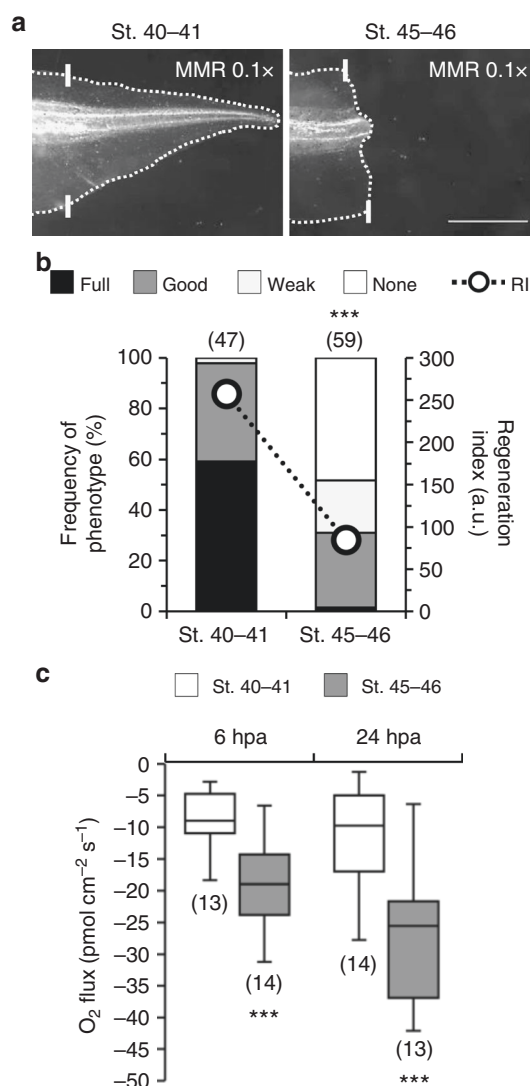 a
St. 40–41 St. 45–46
MMR 0.1× MMR 0.1×
b
Full Good Weak None RI
***
(47) (59)
100 300
80 250
60 200
40 150
20 100
0 50
0
Frequency of
phenotype (%)
Regeneration
index (a.u.)
St. 40–41 St. 45–46
c
St. 40–41 St. 45–46
6 hpa 24 hpa
0
–5
–10
–15
–20
–25
–30
–35
–40
–45
–50
O₂ flux (pmol cm⁻² s⁻¹)
(13)
(14)
***
(14)
(13)
***